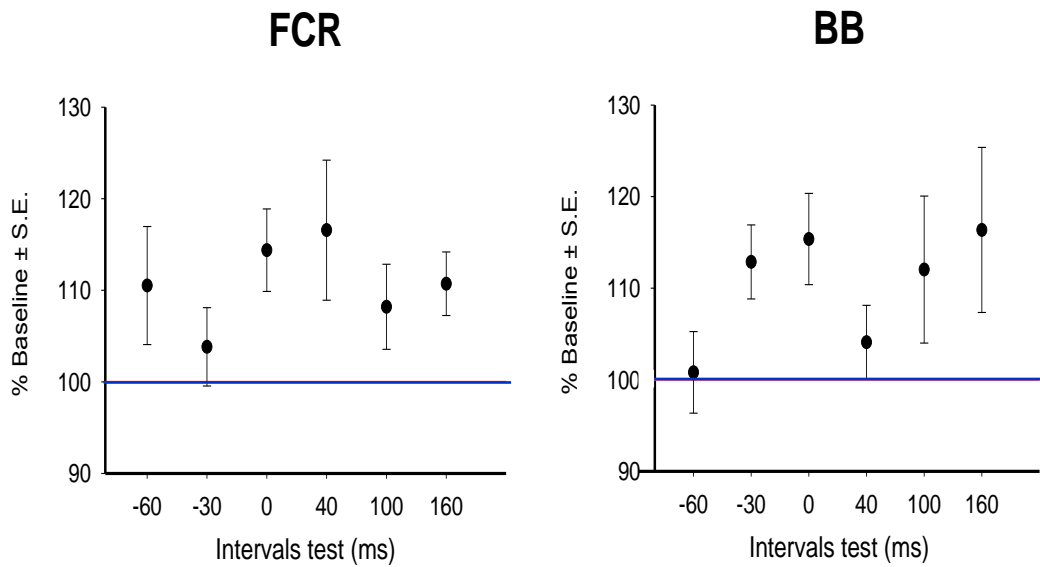 FCR
130
120
110
100
90
% Baseline ± S.E.
-60 -30 0 40 100 160
Intervals test (ms)
BB
130
120
110
100
90
% Baseline ± S.E.
-60 -30 0 40 100 160
Intervals test (ms)